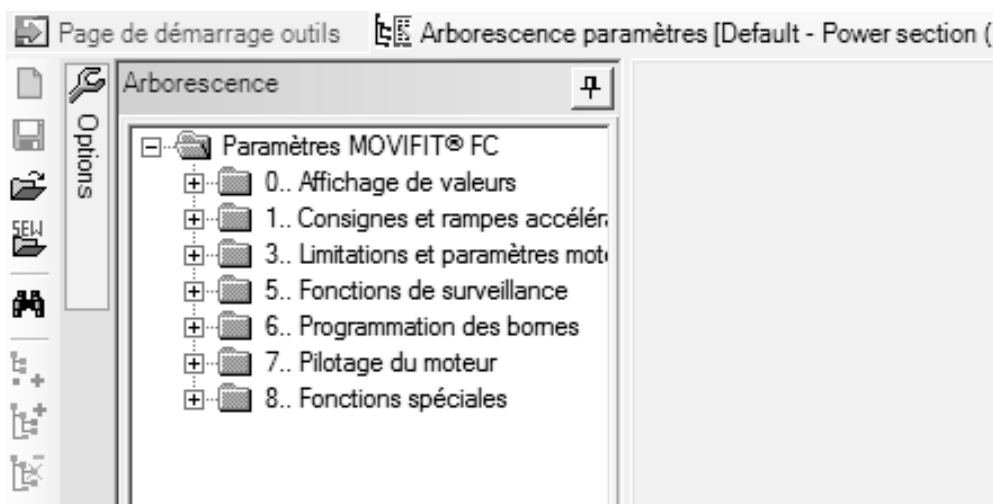 Page de démarrage outils
Arborescence paramètres [Default - Power section (
Options
Arborescence
Paramètres MOVIFIT® FC
0.. Affichage de valeurs
1.. Consignes et rampes accéléra
3.. Limitations et paramètres mote
5.. Fonctions de surveillance
6.. Programmation des bornes
7.. Pilotage du moteur
8.. Fonctions spéciales
SEW